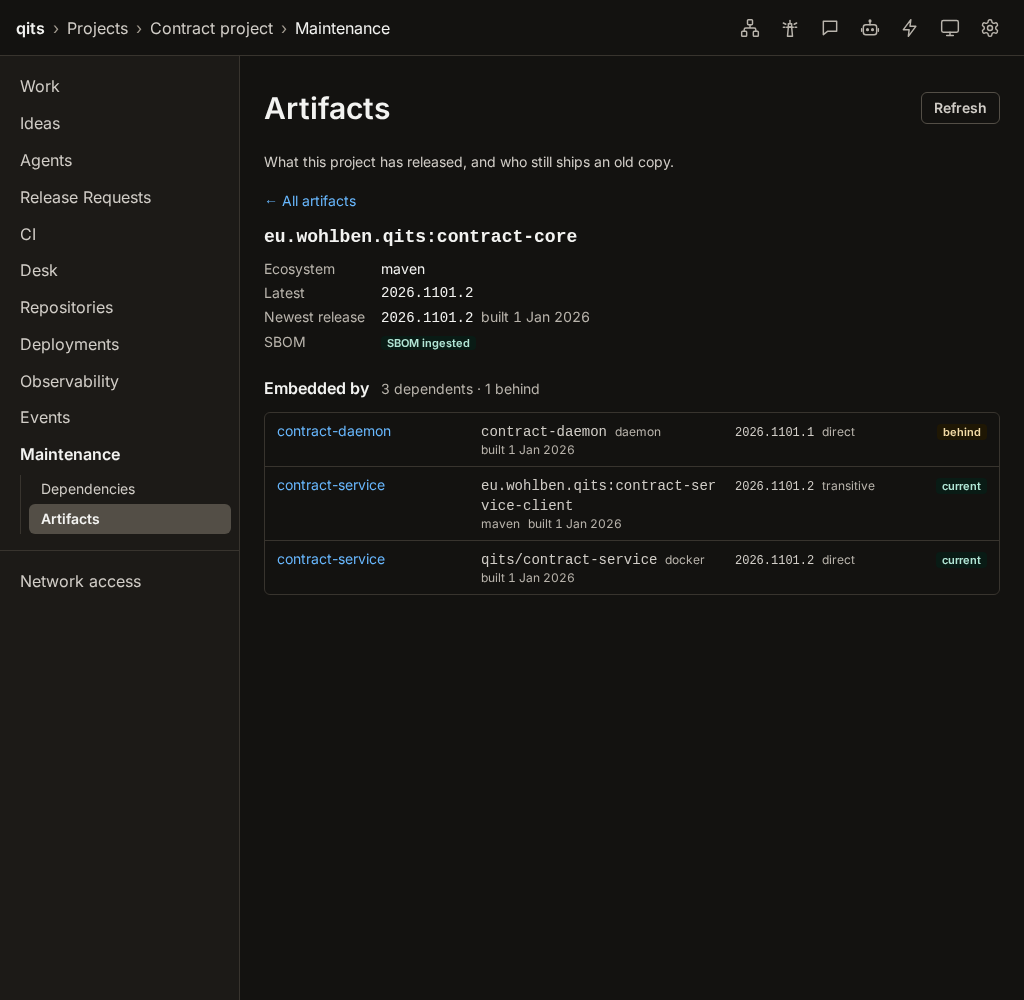 qits › Projects › Contract project › Maintenance
Work
Ideas
Agents
Release Requests
CI
Desk
Repositories
Deployments
Observability
Events
Maintenance
Dependencies
Artifacts
Network access
Artifacts
Refresh
What this project has released, and who still ships an old copy.
← All artifacts
eu.wohlben.qits:contract-core
Ecosystem maven
Latest 2026.1101.2
Newest release 2026.1101.2 built 1 Jan 2026
SBOM SBOM ingested
Embedded by 3 dependents · 1 behind
contract-daemon contract-daemon daemon 2026.1101.1 direct behind
built 1 Jan 2026
contract-service eu.wohlben.qits:contract-ser 2026.1101.2 transitive current
vice-client
maven built 1 Jan 2026
contract-service qits/contract-service docker 2026.1101.2 direct current
built 1 Jan 2026